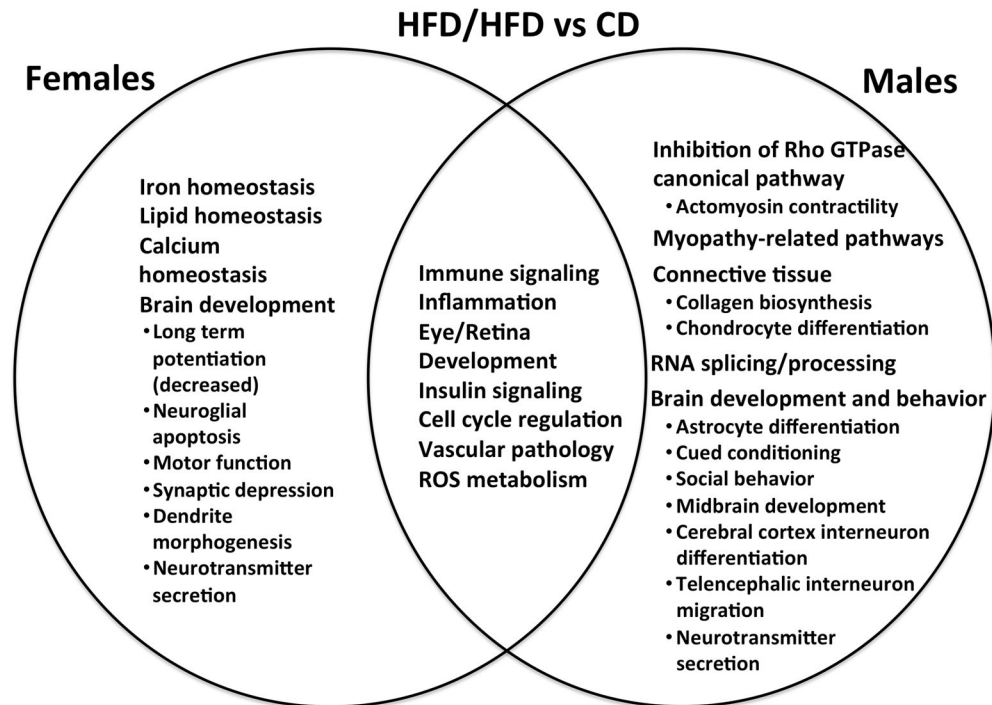 HFD/HFD vs CD
Females
Males
Iron homeostasis
Lipid homeostasis
Calcium
homeostasis
Brain development
• Long term
potentiation
(decreased)
• Neuroglial
apoptosis
• Motor function
• Synaptic depression
• Dendrite
morphogenesis
• Neurotransmitter
secretion
Immune signaling
Inflammation
Eye/Retina
Development
Insulin signaling
Cell cycle regulation
Vascular pathology
ROS metabolism
Inhibition of Rho GTPase
canonical pathway
• Actomyosin contractility
Myopathy-related pathways
Connective tissue
• Collagen biosynthesis
• Chondrocyte differentiation
RNA splicing/processing
Brain development and behavior
• Astrocyte differentiation
• Cued conditioning
• Social behavior
• Midbrain development
• Cerebral cortex interneuron
differentiation
• Telencephalic interneuron
migration
• Neurotransmitter
secretion